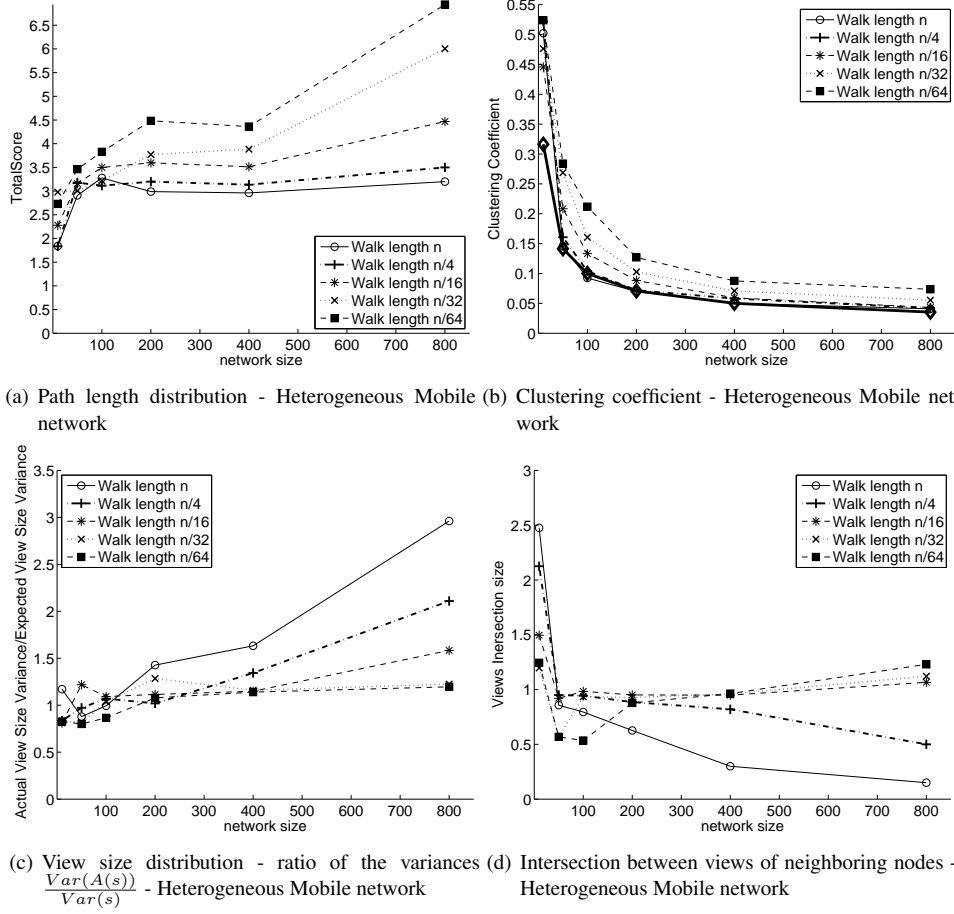 6.5
6
5.5
5
4.5
4
3.5
3
2.5
2
1.5
1
0.5
0
TotalScore
100 200 300 400 500 600 700 800
network size
Walk length n
Walk length n/4
Walk length n/16
Walk length n/32
Walk length n/64
0.55
0.5
0.45
0.4
0.35
0.3
0.25
0.2
0.15
0.1
0.05
0
Clustering Coefficient
100 200 300 400 500 600 700 800
network size
Walk length n
Walk length n/4
Walk length n/16
Walk length n/32
Walk length n/64
(a) Path length distribution - Heterogeneous Mobile
network
(b) Clustering coefficient - Heterogeneous Mobile net
work
3.5
3
2.5
2
1.5
1
0.5
0
Actual View Size Variance/Expected View Size Variance
100 200 300 400 500 600 700 800
network size
Walk length n
Walk length n/4
Walk length n/16
Walk length n/32
Walk length n/64
3
2.5
2
1.5
1
0.5
0
Views Inersection size
100 200 300 400 500 600 700 800
network size
Walk length n
Walk length n/4
Walk length n/16
Walk length n/32
Walk length n/64
(c) View size distribution - ratio of the variances
Var(A(s))/Var(s) - Heterogeneous Mobile network
(d) Intersection between views of neighboring nodes -
Heterogeneous Mobile network